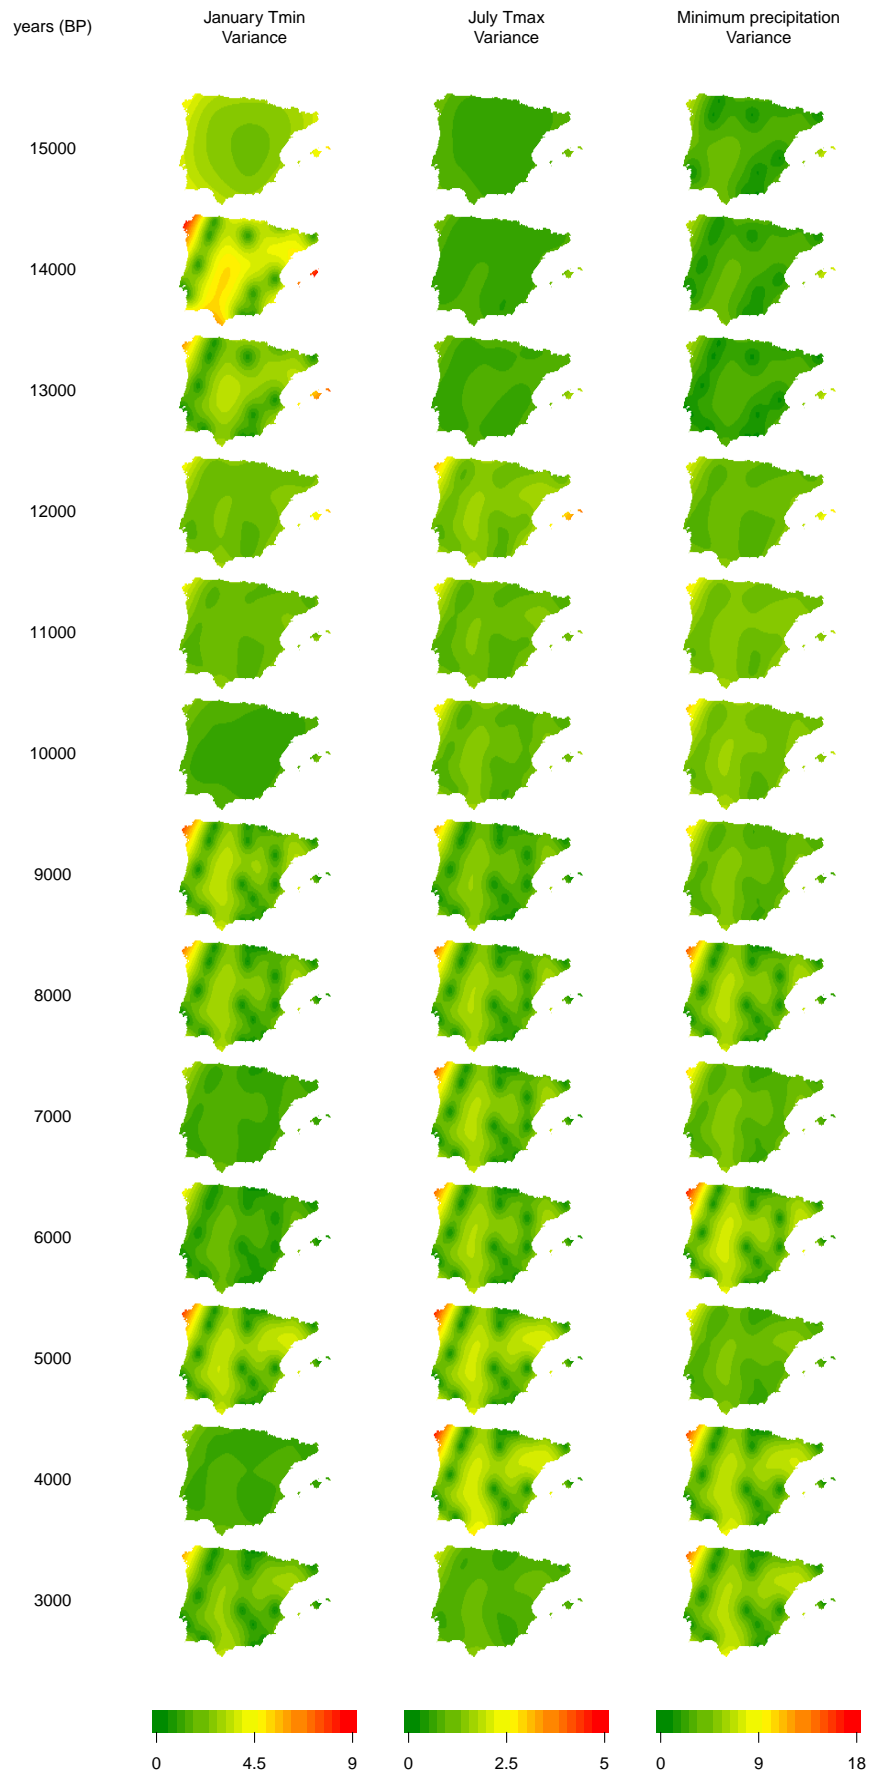 years (BP)
January Tmin
Variance
July Tmax
Variance
Minimum precipitation
Variance
15000
14000
13000
12000
11000
10000
9000
8000
7000
6000
5000
4000
3000
0 4.5 9
0 2.5 5
0 9 18